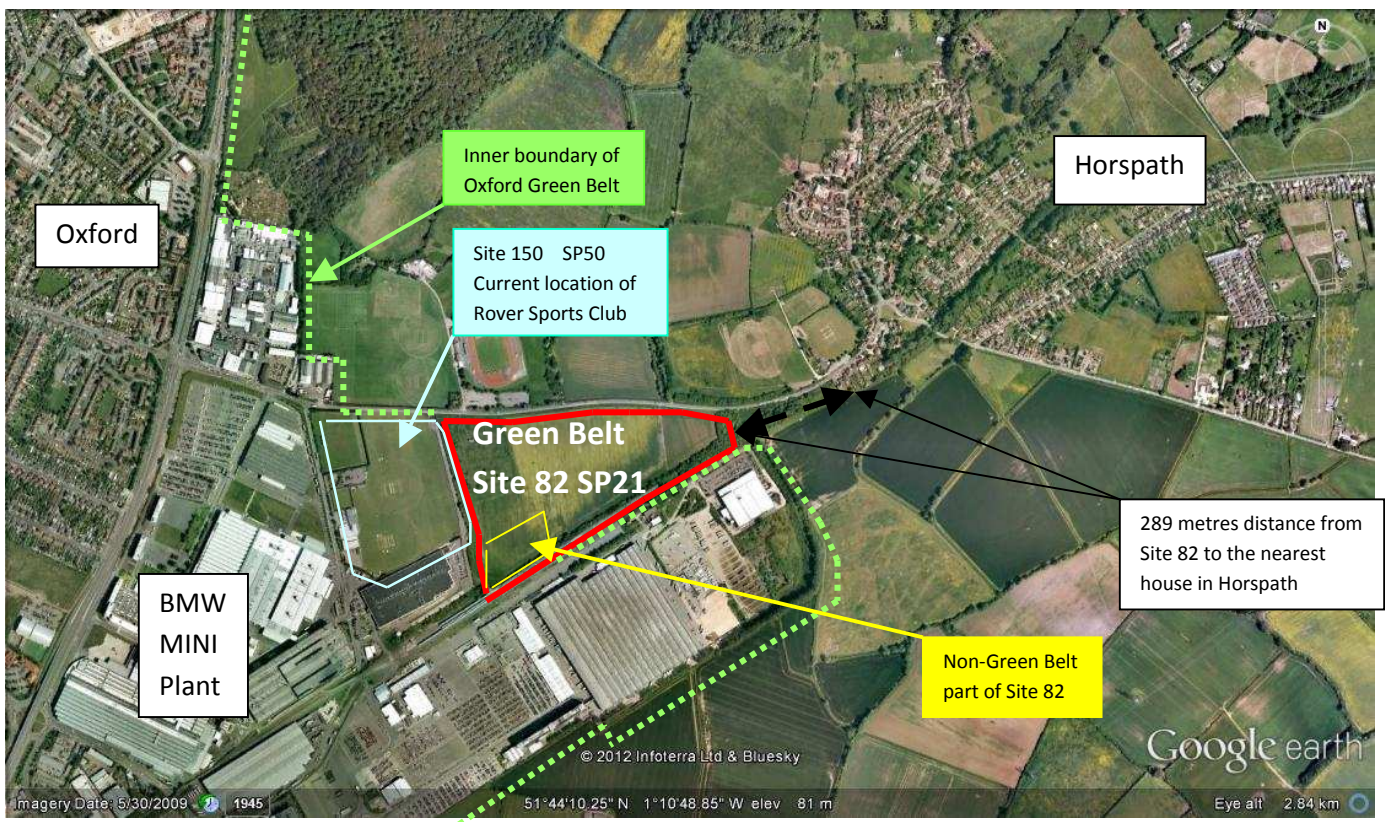 Inner boundary of
Oxford Green Belt
Horspath
Oxford
Site 150 SP50
Current location of
Rover Sports Club
Green Belt
Site 82 SP21
289 metres distance from
Site 82 to the nearest
house in Horspath
BMW
MINI
Plant
Non-Green Belt
part of Site 82
N
© 2012 Infoterra Ltd & Bluesky
Google earth
Imagery Date: 5/30/2009 1945 51°44'10.25" N 1°10'48.85" W elev 81 m Eye alt 2.84 km